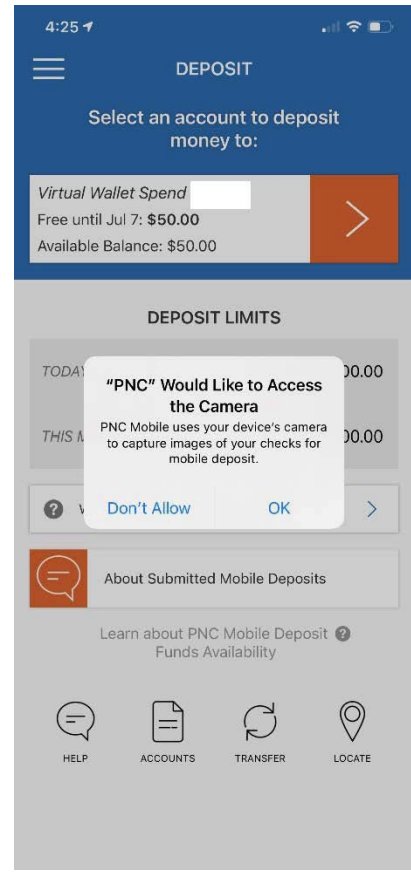 4:25
DEPOSIT
Select an account to deposit
money to:
Virtual Wallet Spend
Free until Jul 7: $50.00
Available Balance: $50.00
DEPOSIT LIMITS
TODAY
00.00
"PNC" Would Like to Access
the Camera
PNC Mobile uses your device's camera
to capture images of your checks for
mobile deposit.
THIS
00.00
Don't Allow OK
About Submitted Mobile Deposits
Learn about PNC Mobile Deposit ?
Funds Availability
HELP ACCOUNTS TRANSFER LOCATE